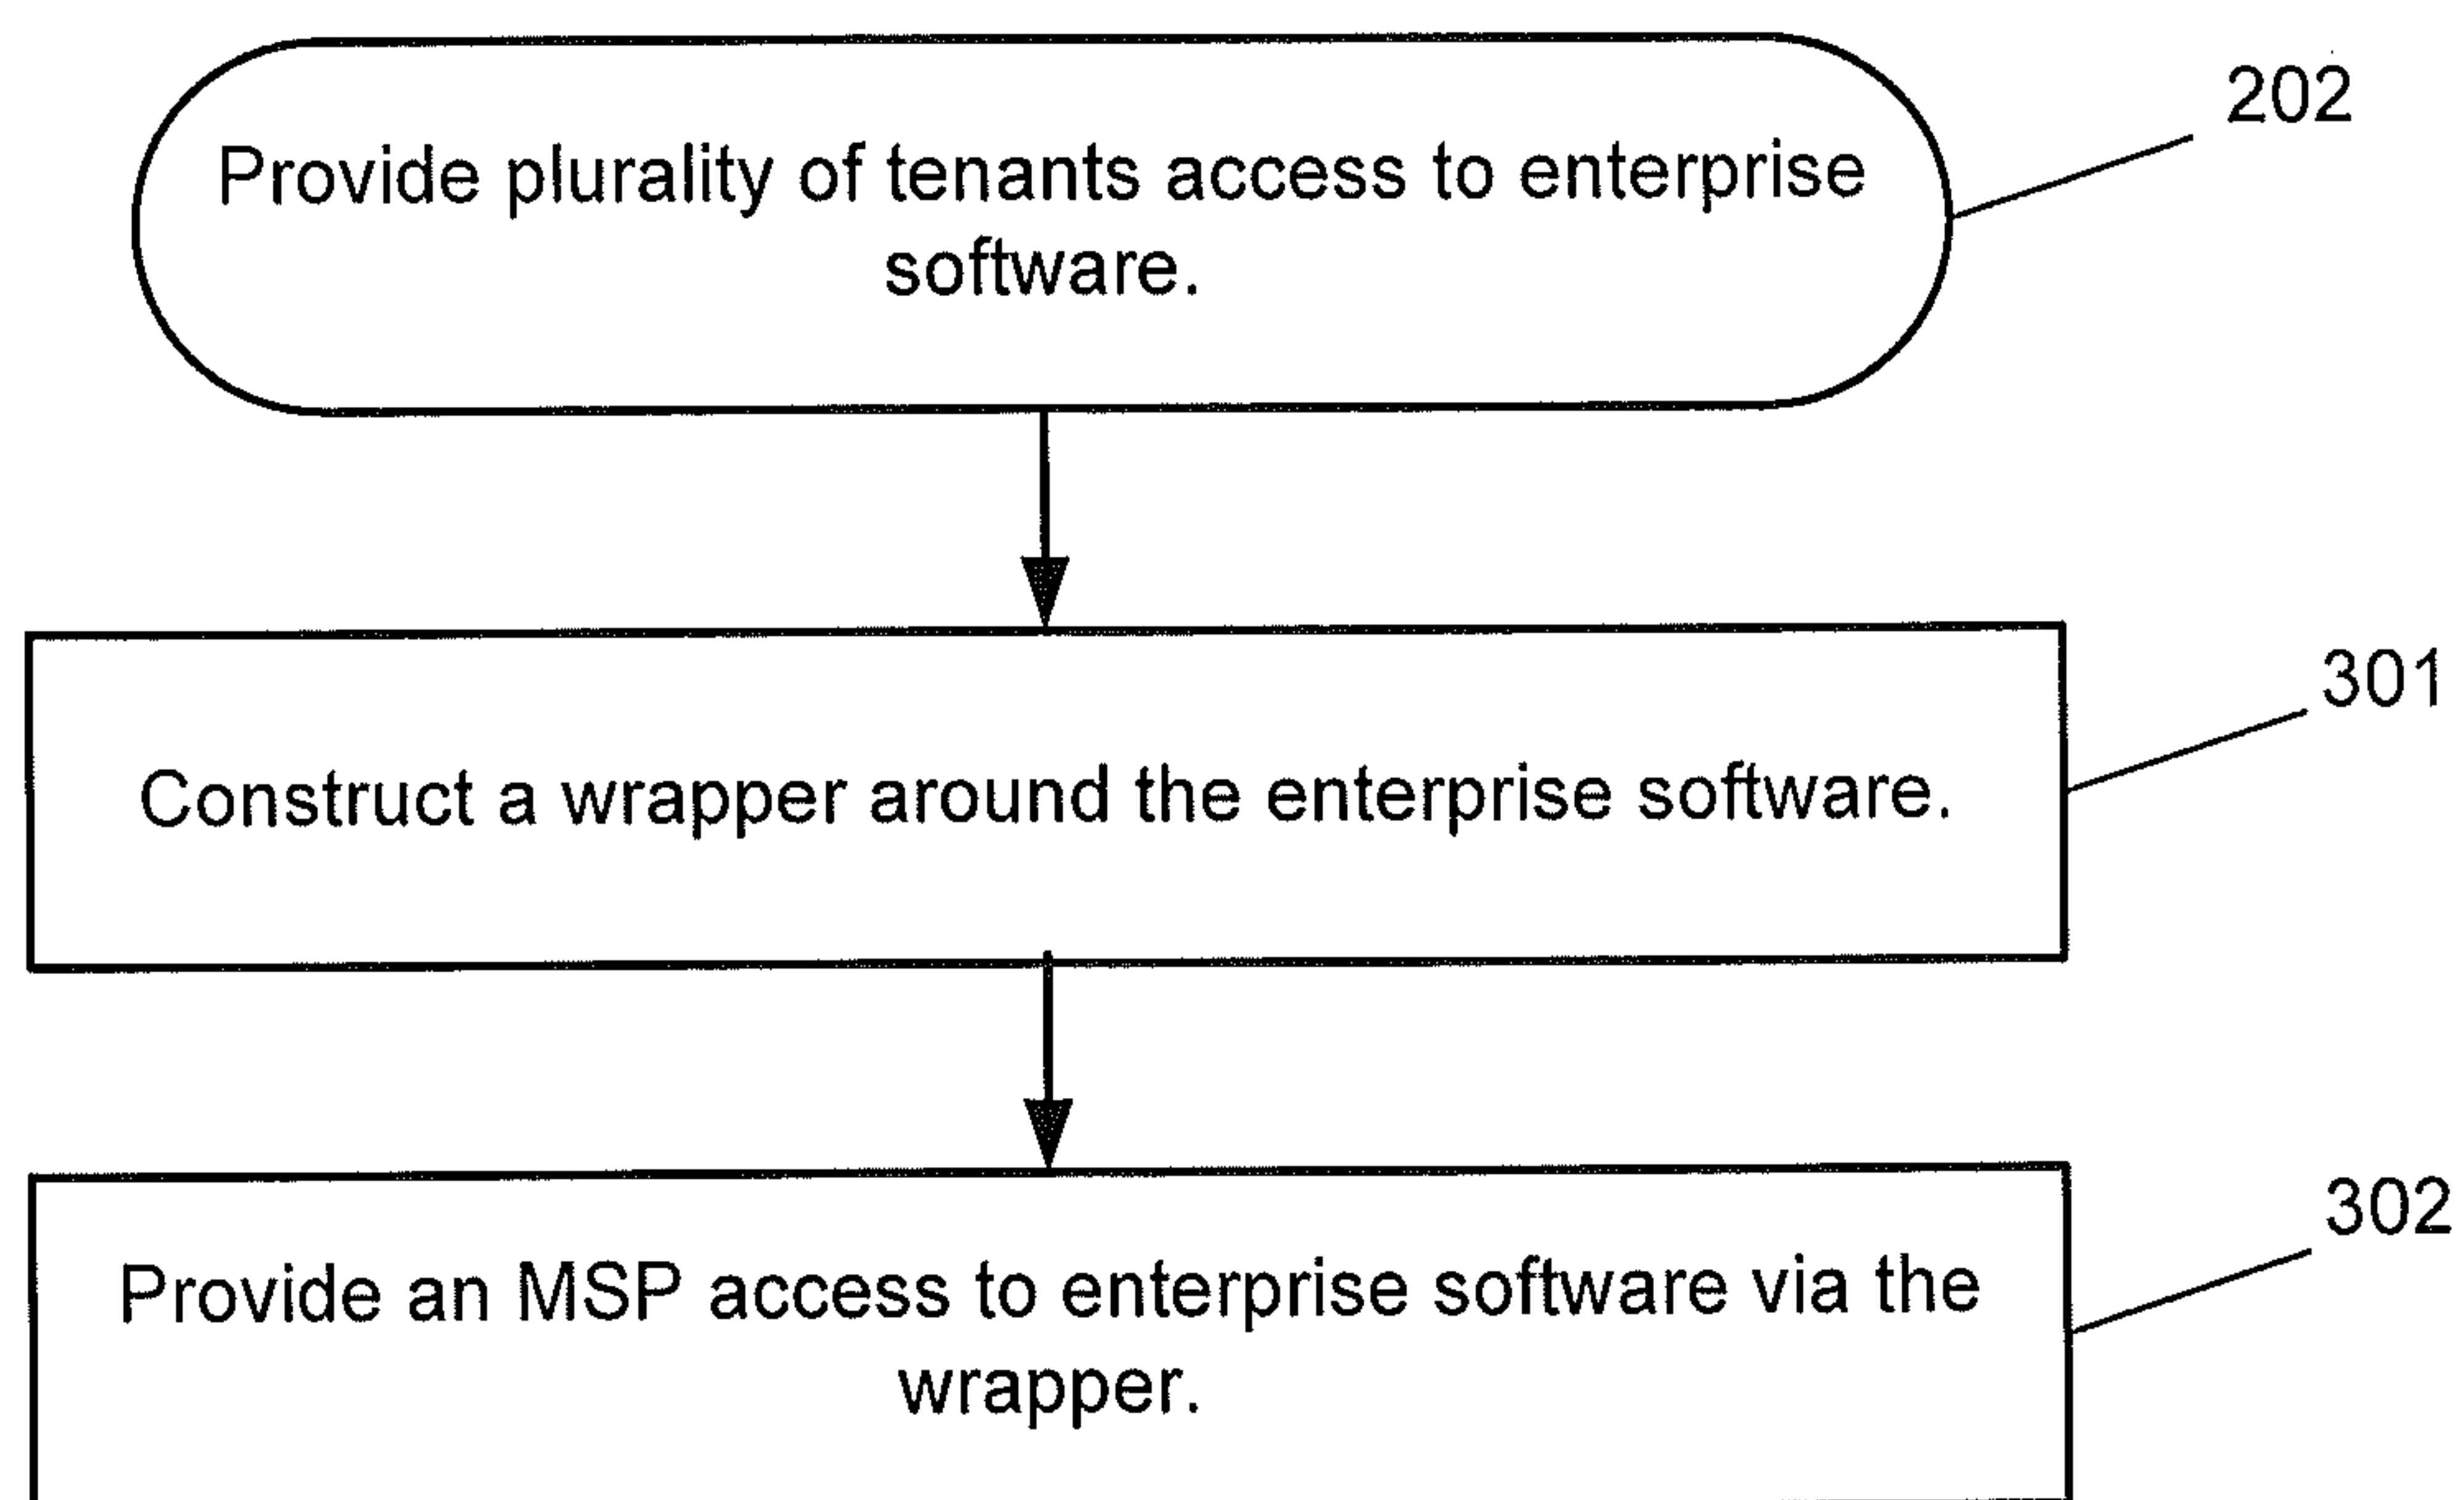 Provide plurality of tenants access to enterprise
software.
202
Construct a wrapper around the enterprise software.
301
Provide an MSP access to enterprise software via the
wrapper.
302